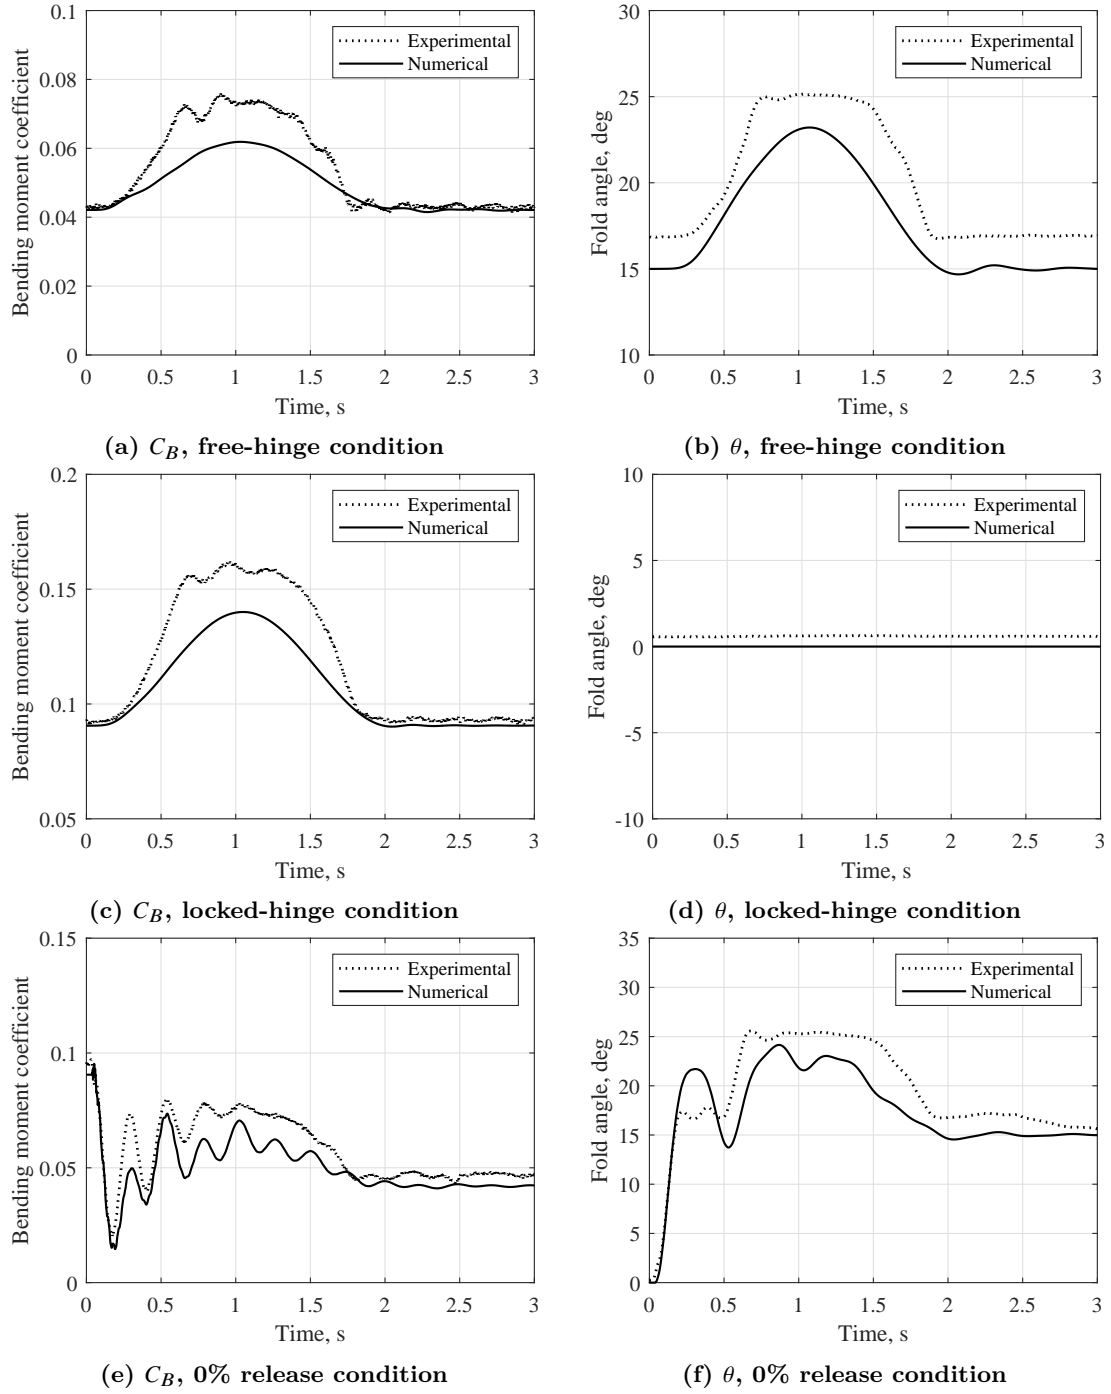 0.1
0.08
0.06
0.04
0.02
0
Bending moment coefficient
Experimental
Numerical
0 0.5 1 1.5 2 2.5 3
Time, s
(a) C_B, free-hinge condition
30
25
20
15
10
Fold angle, deg
Experimental
Numerical
0 0.5 1 1.5 2 2.5 3
Time, s
(b) θ, free-hinge condition
0.2
0.15
0.1
0.05
Bending moment coefficient
Experimental
Numerical
0 0.5 1 1.5 2 2.5 3
Time, s
(c) C_B, locked-hinge condition
10
5
0
-5
-10
Fold angle, deg
Experimental
Numerical
0 0.5 1 1.5 2 2.5 3
Time, s
(d) θ, locked-hinge condition
0.15
0.1
0.05
0
Bending moment coefficient
Experimental
Numerical
0 0.5 1 1.5 2 2.5 3
Time, s
(e) C_B, 0% release condition
35
30
25
20
15
10
5
0
Fold angle, deg
Experimental
Numerical
0 0.5 1 1.5 2 2.5 3
Time, s
(f) θ, 0% release condition